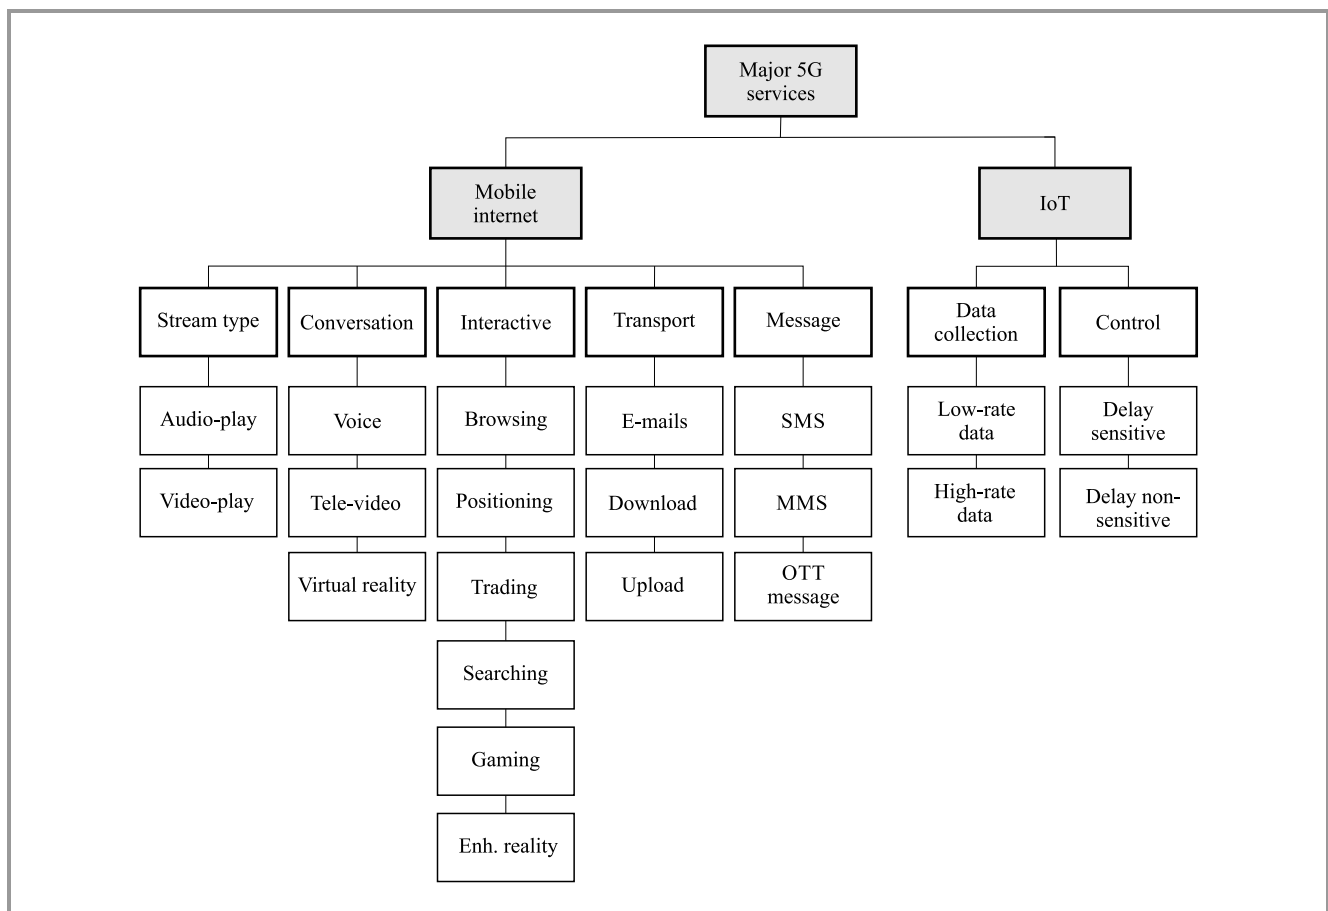 Major 5G
services
Mobile
internet
IoT
Stream type
Conversation
Interactive
Transport
Message
Data
collection
Control
Audio-play
Voice
Browsing
E-mails
SMS
Low-rate
data
Delay
sensitive
Video-play
Tele-video
Positioning
Download
MMS
High-rate
data
Delay non-
sensitive
Virtual reality
Trading
Upload
OTT
message
Searching
Gaming
Enh. reality